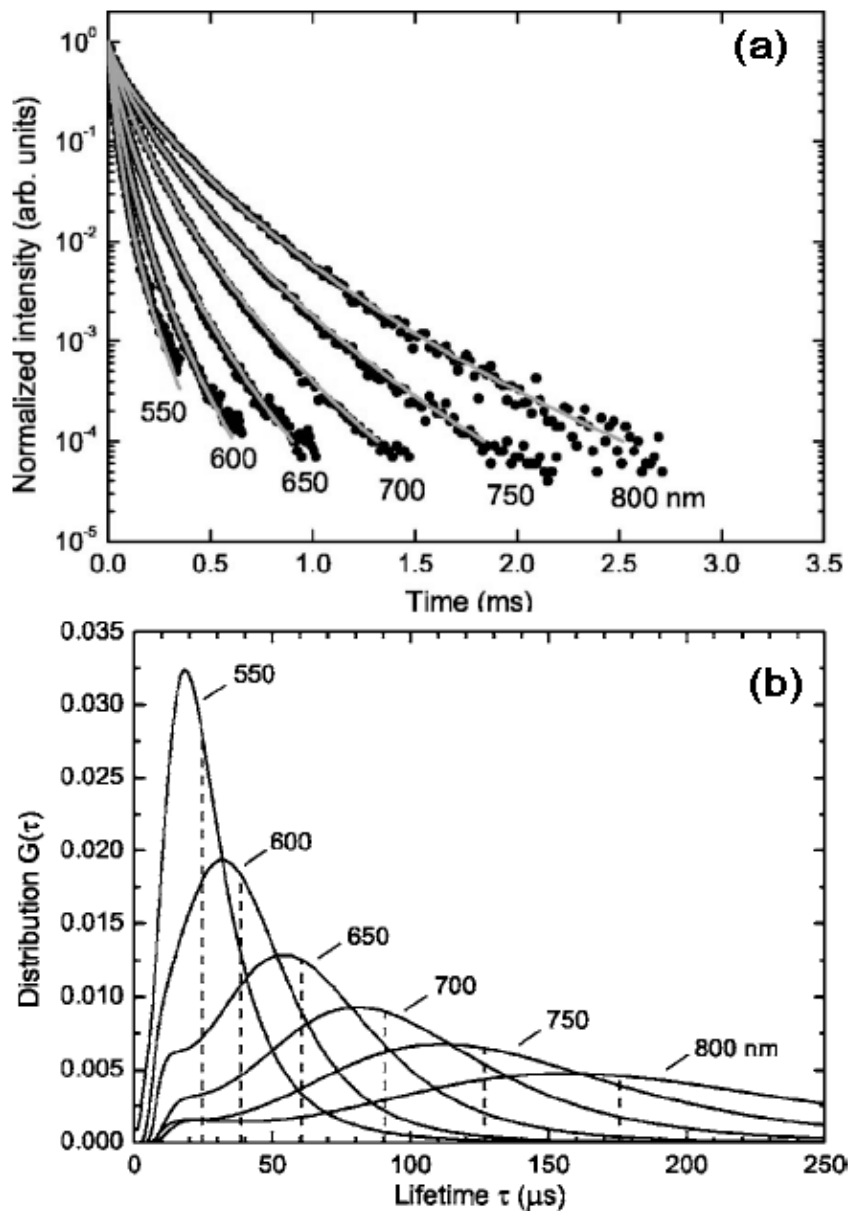 (a)
10^0
10^-1
10^-2
10^-3
10^-4
10^-5
Normalized intensity (arb. units)
550
600
650
700
750
800 nm
0.0 0.5 1.0 1.5 2.0 2.5 3.0 3.5
Time (ms)
(b)
0.035
0.030
0.025
0.020
0.015
0.010
0.005
0.000
Distribution G(τ)
550
600
650
700
750
800 nm
0 50 100 150 200 250
Lifetime τ (μs)